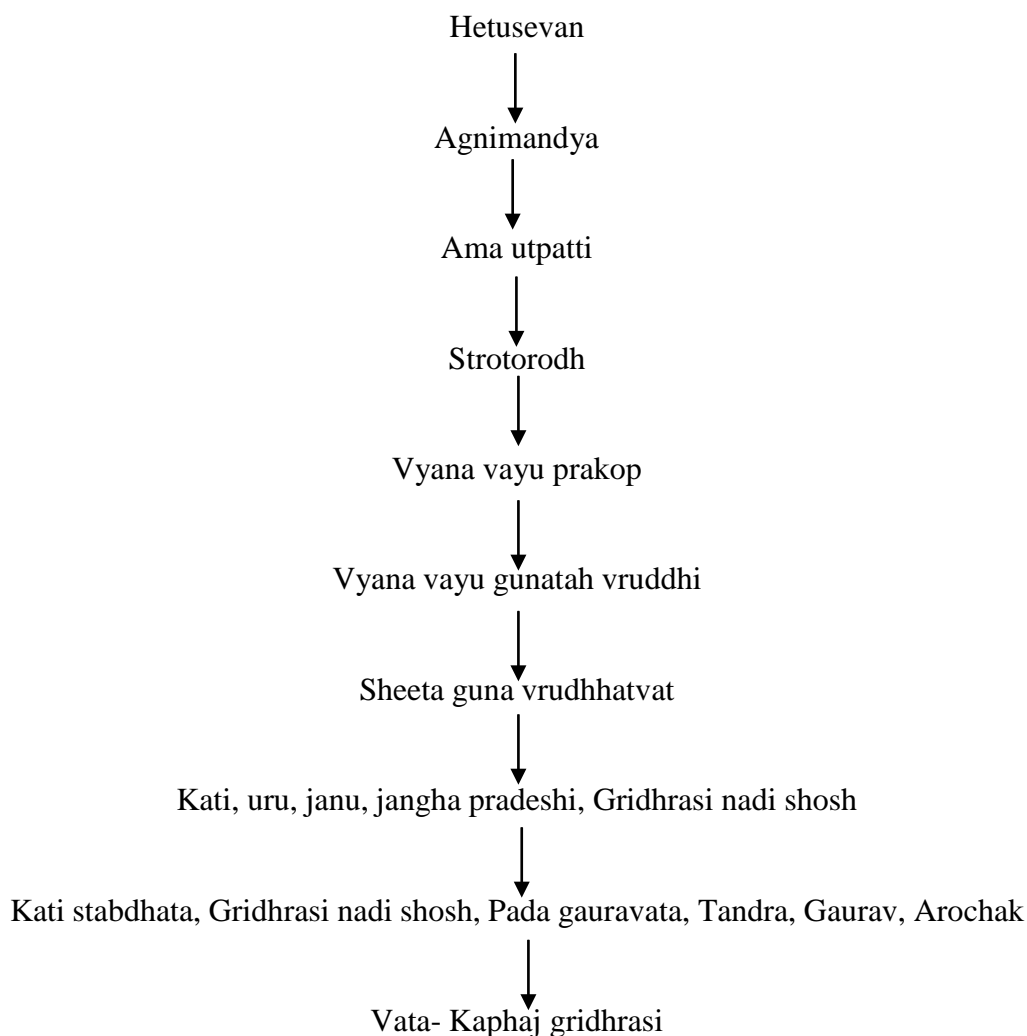 Hetusevan
Agnimandya
Ama utpatti
Strotorodh
Vyana vayu prakop
Vyana vayu gunatah vruddhi
Sheeta guna vrudhhatvat
Kati, uru, janu, jangha pradeshi, Gridhrasi nadi shosh
Kati stabdhata, Gridhrasi nadi shosh, Pada gauravata, Tandra, Gaurav, Arochak
Vata- Kaphaj gridhrasi